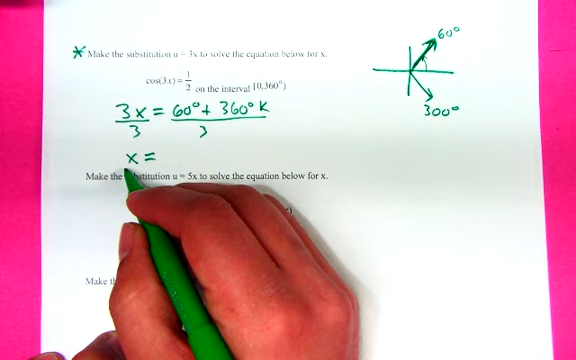 * Make the substitution u = 3x to solve the equation below for x.
60°
cos(3x) = 1/2 on the interval [0,360°)
300°
3x = 60° + 360° k
3 3
x =
Make the substitution u = 5x to solve the equation below for x.
Make